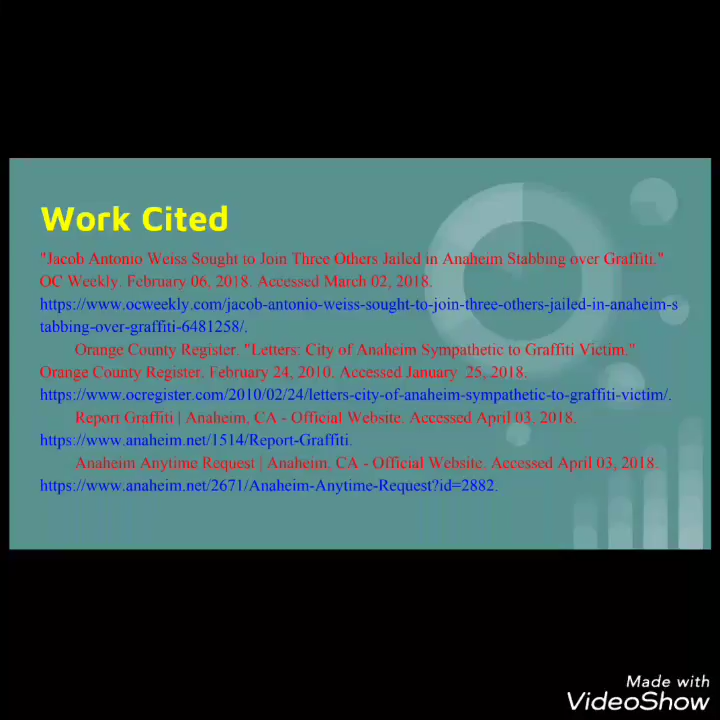 Work Cited
"Jacob Antonio Weiss Sought to Join Three Others Jailed in Anaheim Stabbing over Graffiti."
OC Weekly. February 06, 2018. Accessed March 02, 2018.
https://www.ocweekly.com/jacob-antonio-weiss-sought-to-join-three-others-jailed-in-anaheim-s
tabbing-over-graffiti-6481258/.
Orange County Register. "Letters: City of Anaheim Sympathetic to Graffiti Victim."
Orange County Register. February 24, 2010. Accessed January 25, 2018.
https://www.ocregister.com/2010/02/24/letters-city-of-anaheim-sympathetic-to-graffiti-victim/.
Report Graffiti | Anaheim, CA - Official Website. Accessed April 03, 2018.
https://www.anaheim.net/1514/Report-Graffiti.
Anaheim Anytime Request | Anaheim, CA - Official Website. Accessed April 03, 2018.
https://www.anaheim.net/2671/Anaheim-Anytime-Request?id=2882.
Made with
VideoShow